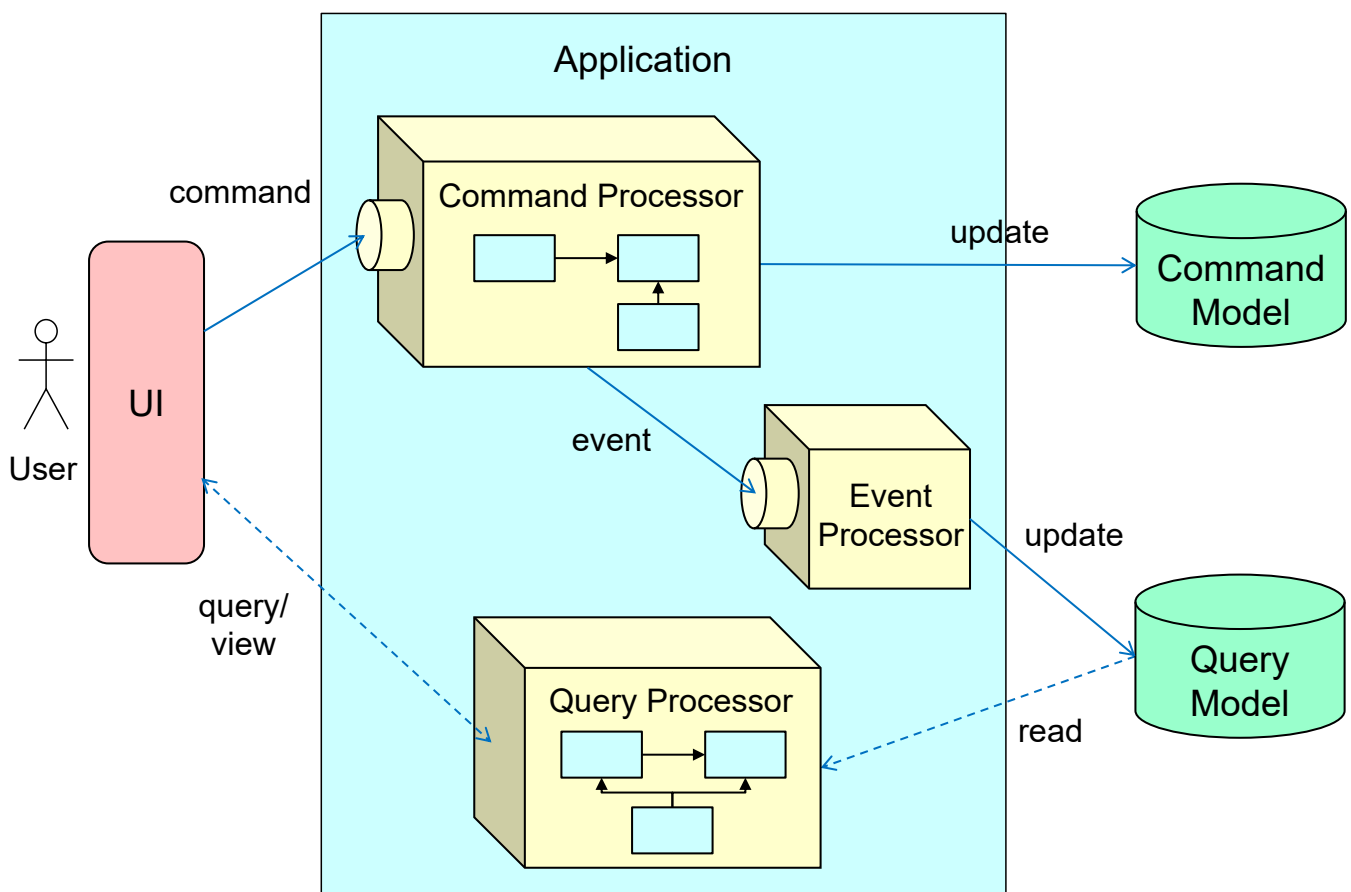 Application
command
Command Processor
update
Command
Model
UI
User
event
Event
Processor
update
query/
view
Query Processor
Query
Model
read